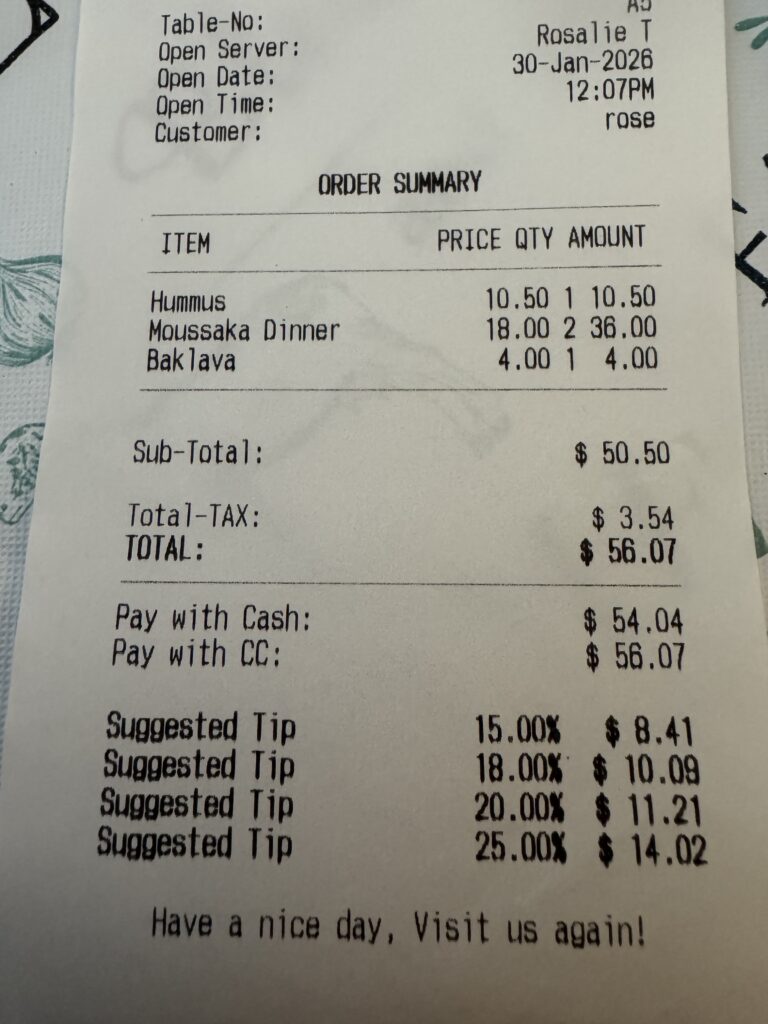 Table-No: A5
Open Server: Rosalie T
Open Date: 30-Jan-2026
Open Time: 12:07PM
Customer: rose
ORDER SUMMARY
ITEM PRICE QTY AMOUNT
Hummus 10.50 1 10.50
Moussaka Dinner 18.00 2 36.00
Baklava 4.00 1 4.00
Sub-Total: $ 50.50
Total-TAX: $ 3.54
TOTAL: $ 56.07
Pay with Cash: $ 54.04
Pay with CC: $ 56.07
Suggested Tip 15.00% $ 8.41
Suggested Tip 18.00% $ 10.09
Suggested Tip 20.00% $ 11.21
Suggested Tip 25.00% $ 14.02
Have a nice day, Visit us again!